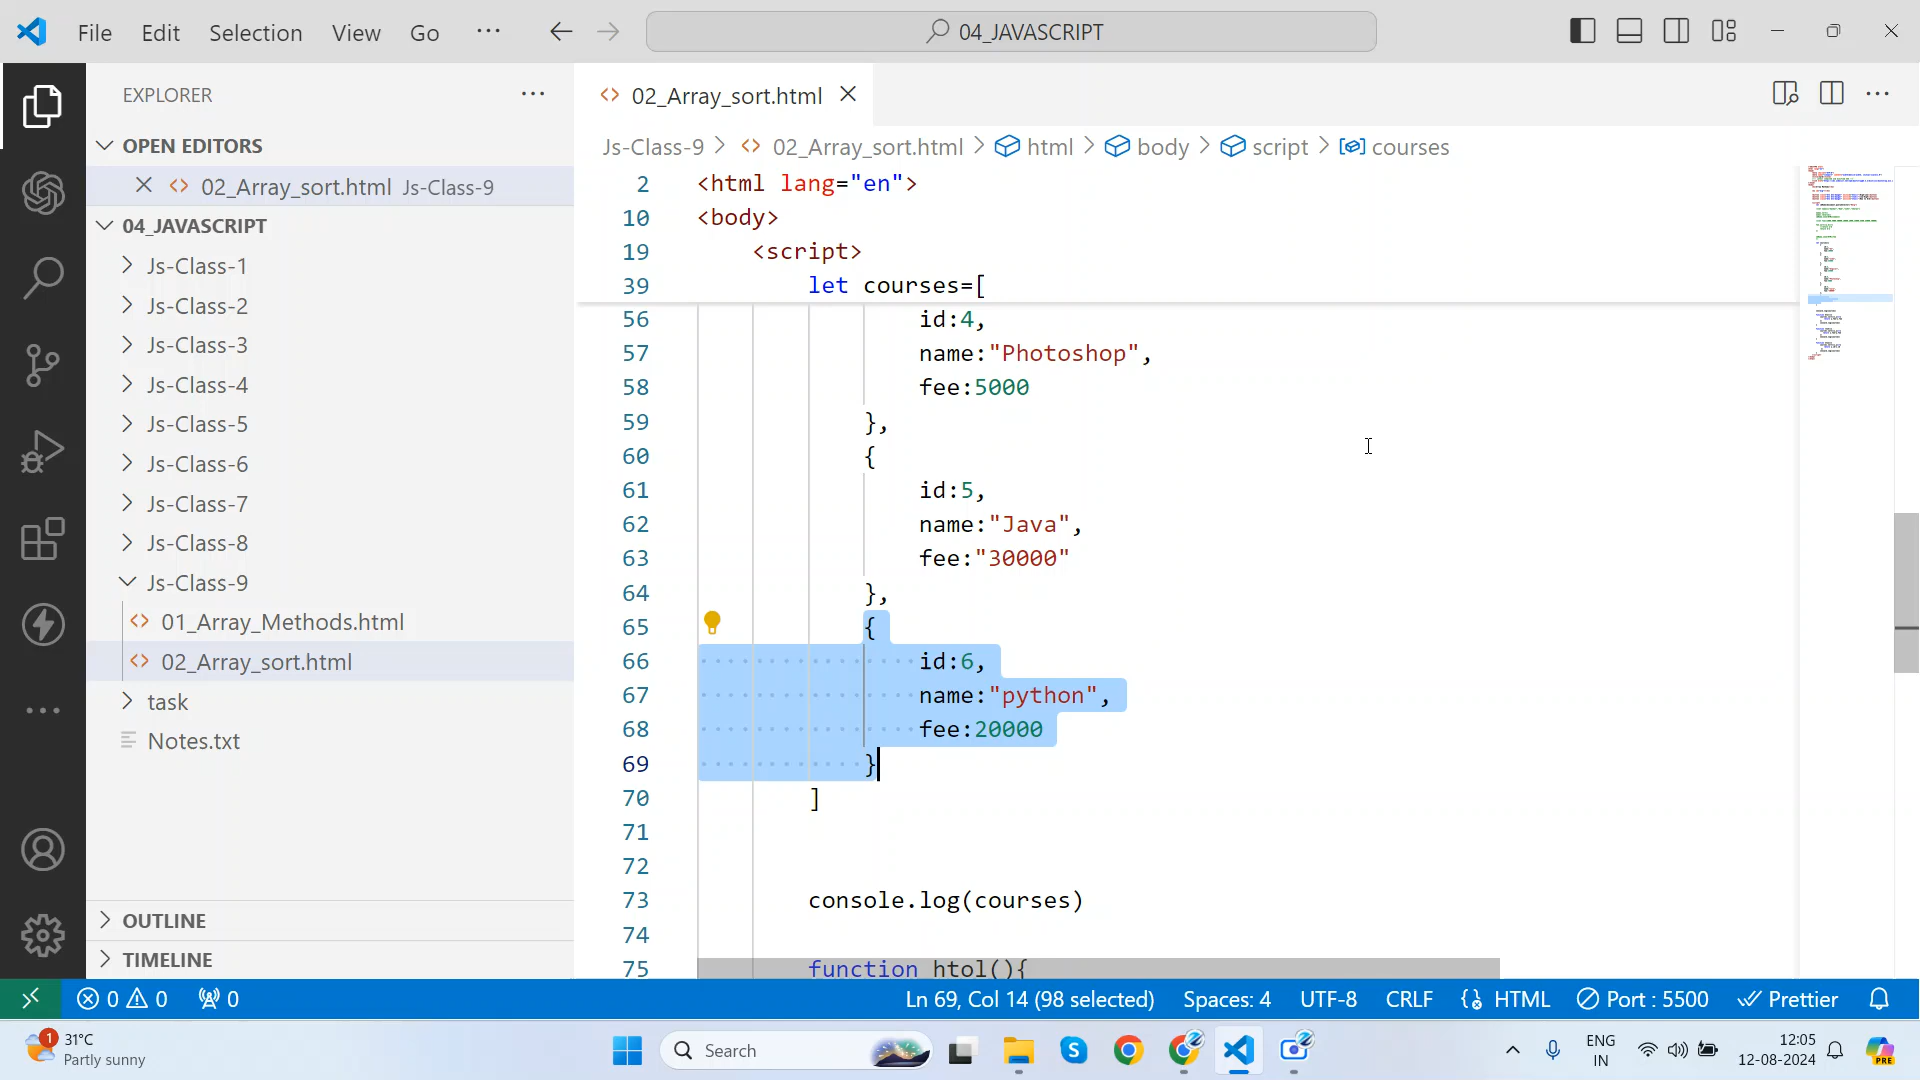 File Edit Selection View Go ··· 04_JAVASCRIPT
EXPLORER ···
OPEN EDITORS
02_Array_sort.html Js-Class-9
04_JAVASCRIPT
Js-Class-1
Js-Class-2
Js-Class-3
Js-Class-4
Js-Class-5
Js-Class-6
Js-Class-7
Js-Class-8
Js-Class-9
01_Array_Methods.html
02_Array_sort.html
task
Notes.txt
OUTLINE
TIMELINE
02_Array_sort.html
Js-Class-9 > 02_Array_sort.html > html > body > script > courses
2 <html lang="en">
10 <body>
19 <script>
39 let courses=[
56 id:4,
57 name:"Photoshop",
58 fee:5000
59 },
60 {
61 id:5,
62 name:"Java",
63 fee:"30000"
64 },
65 {
66 id:6,
67 name:"python",
68 fee:20000
69 }
70 ]
71
72
73 console.log(courses)
74
75 function htol(){
0 0 0 Ln 69, Col 14 (98 selected) Spaces: 4 UTF-8 CRLF HTML Port : 5500 Prettier
1 31°C
Partly sunny
Search
ENG
IN
12:05
12-08-2024
PRE